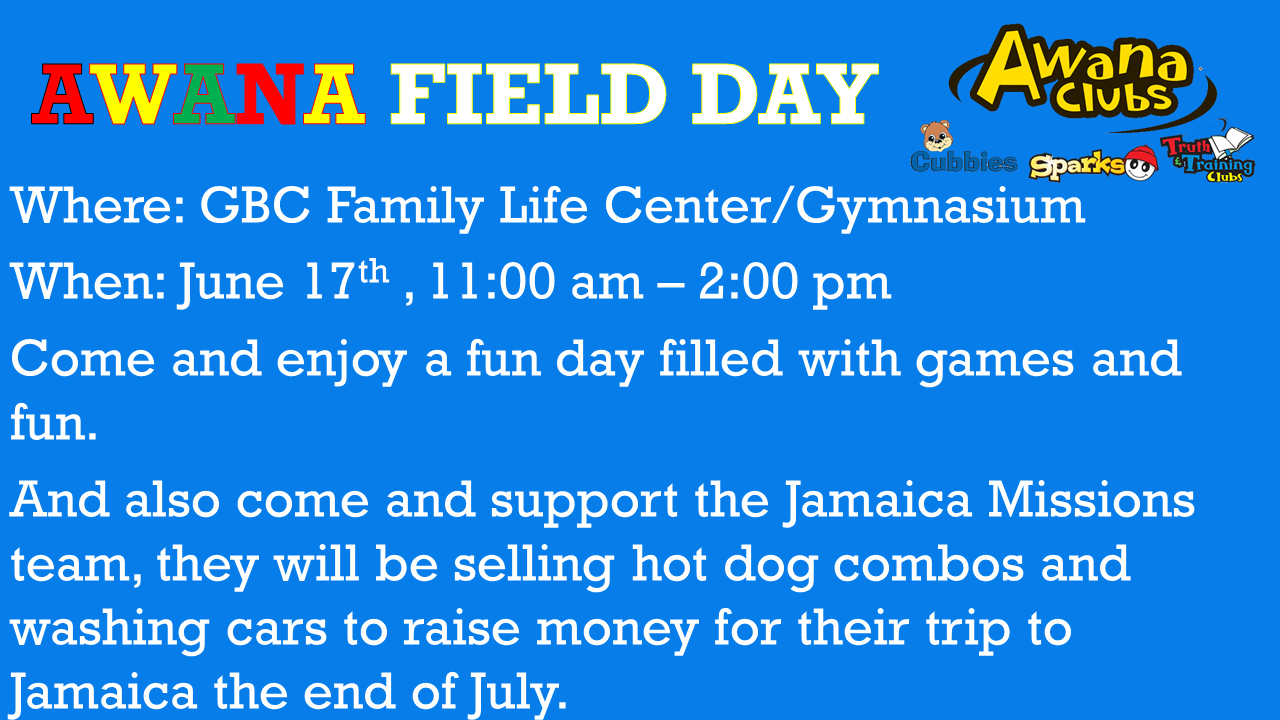 AWANA FIELD DAY
Awana Clubs
Cubbies Sparks Truth & Training Clubs
Where: GBC Family Life Center/Gymnasium
When: June 17th , 11:00 am – 2:00 pm
Come and enjoy a fun day filled with games and
fun.
And also come and support the Jamaica Missions
team, they will be selling hot dog combos and
washing cars to raise money for their trip to
Jamaica the end of July.